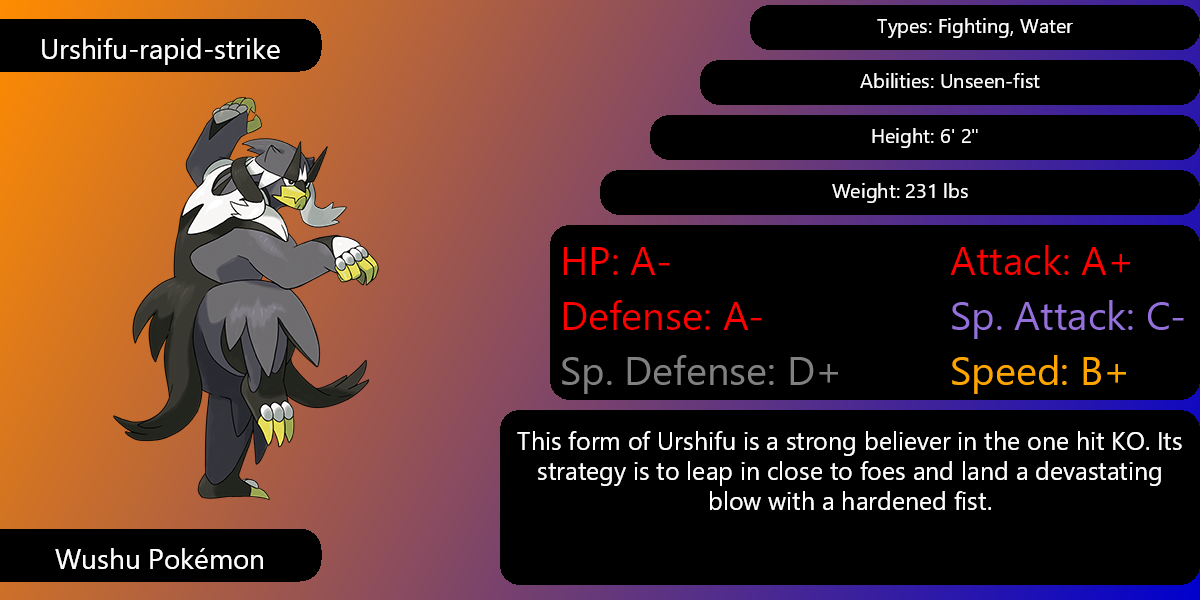 Urshifu-rapid-strike
Types: Fighting, Water
Abilities: Unseen-fist
Height: 6' 2"
Weight: 231 lbs
HP: A-
Attack: A+
Defense: A-
Sp. Attack: C-
Sp. Defense: D+
Speed: B+
This form of Urshifu is a strong believer in the one hit KO. Its
strategy is to leap in close to foes and land a devastating
blow with a hardened fist.
Wushu Pokémon